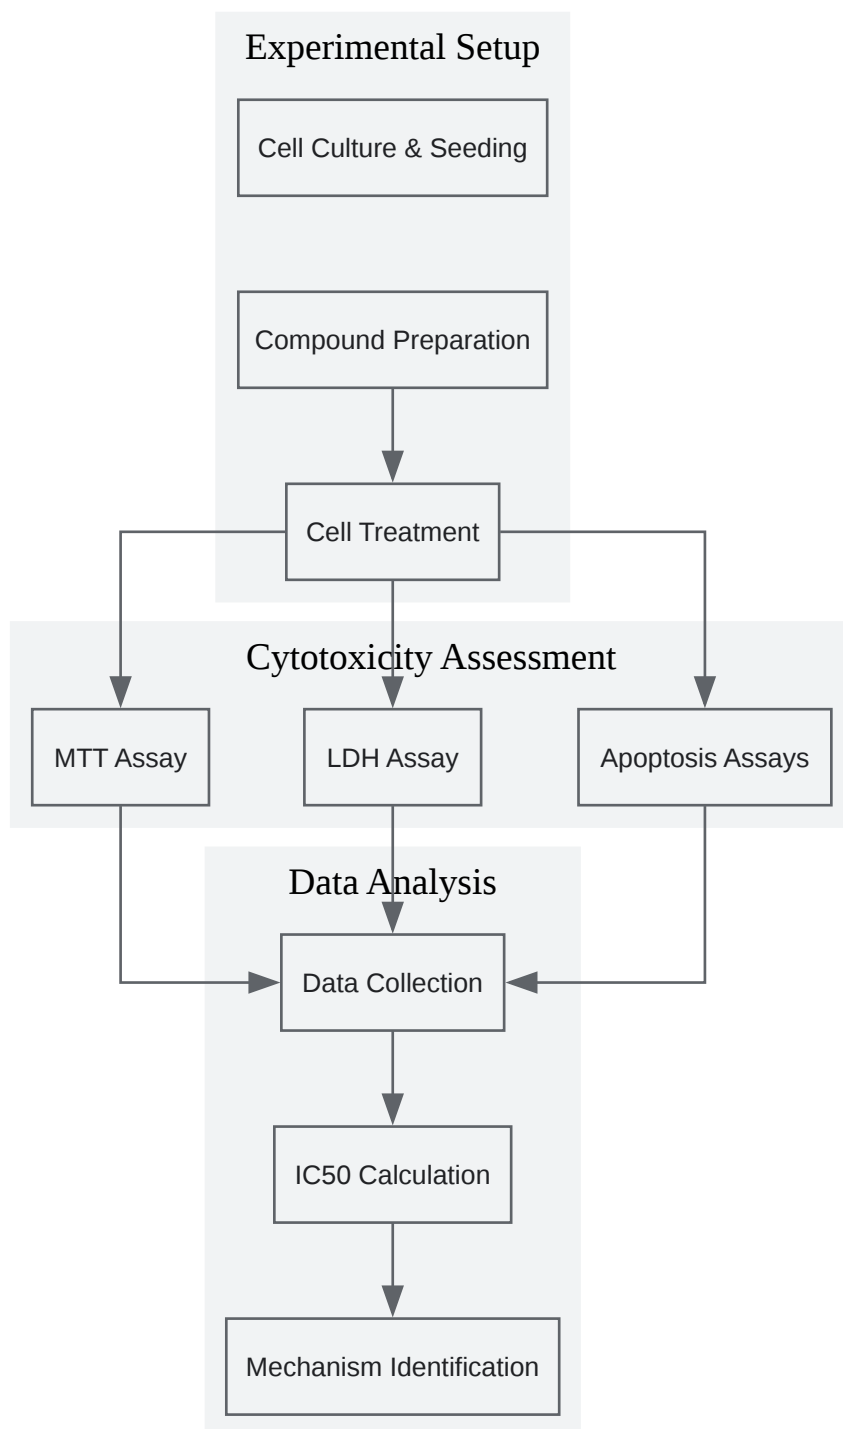 Experimental Setup
Cell Culture & Seeding
Compound Preparation
Cell Treatment
Cytotoxicity Assessment
MTT Assay
LDH Assay
Apoptosis Assays
Data Analysis
Data Collection
IC50 Calculation
Mechanism Identification